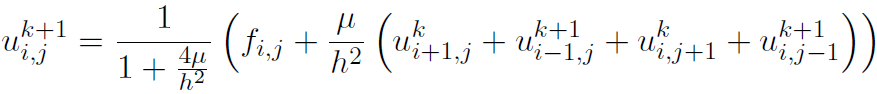 u_{i,j}^{k+1} = \frac{1}{1 + \frac{4\mu}{h^2}} \left( f_{i,j} + \frac{\mu}{h^2} \left( u_{i+1,j}^{k} + u_{i-1,j}^{k+1} + u_{i,j+1}^{k} + u_{i,j-1}^{k+1} \right) \right)